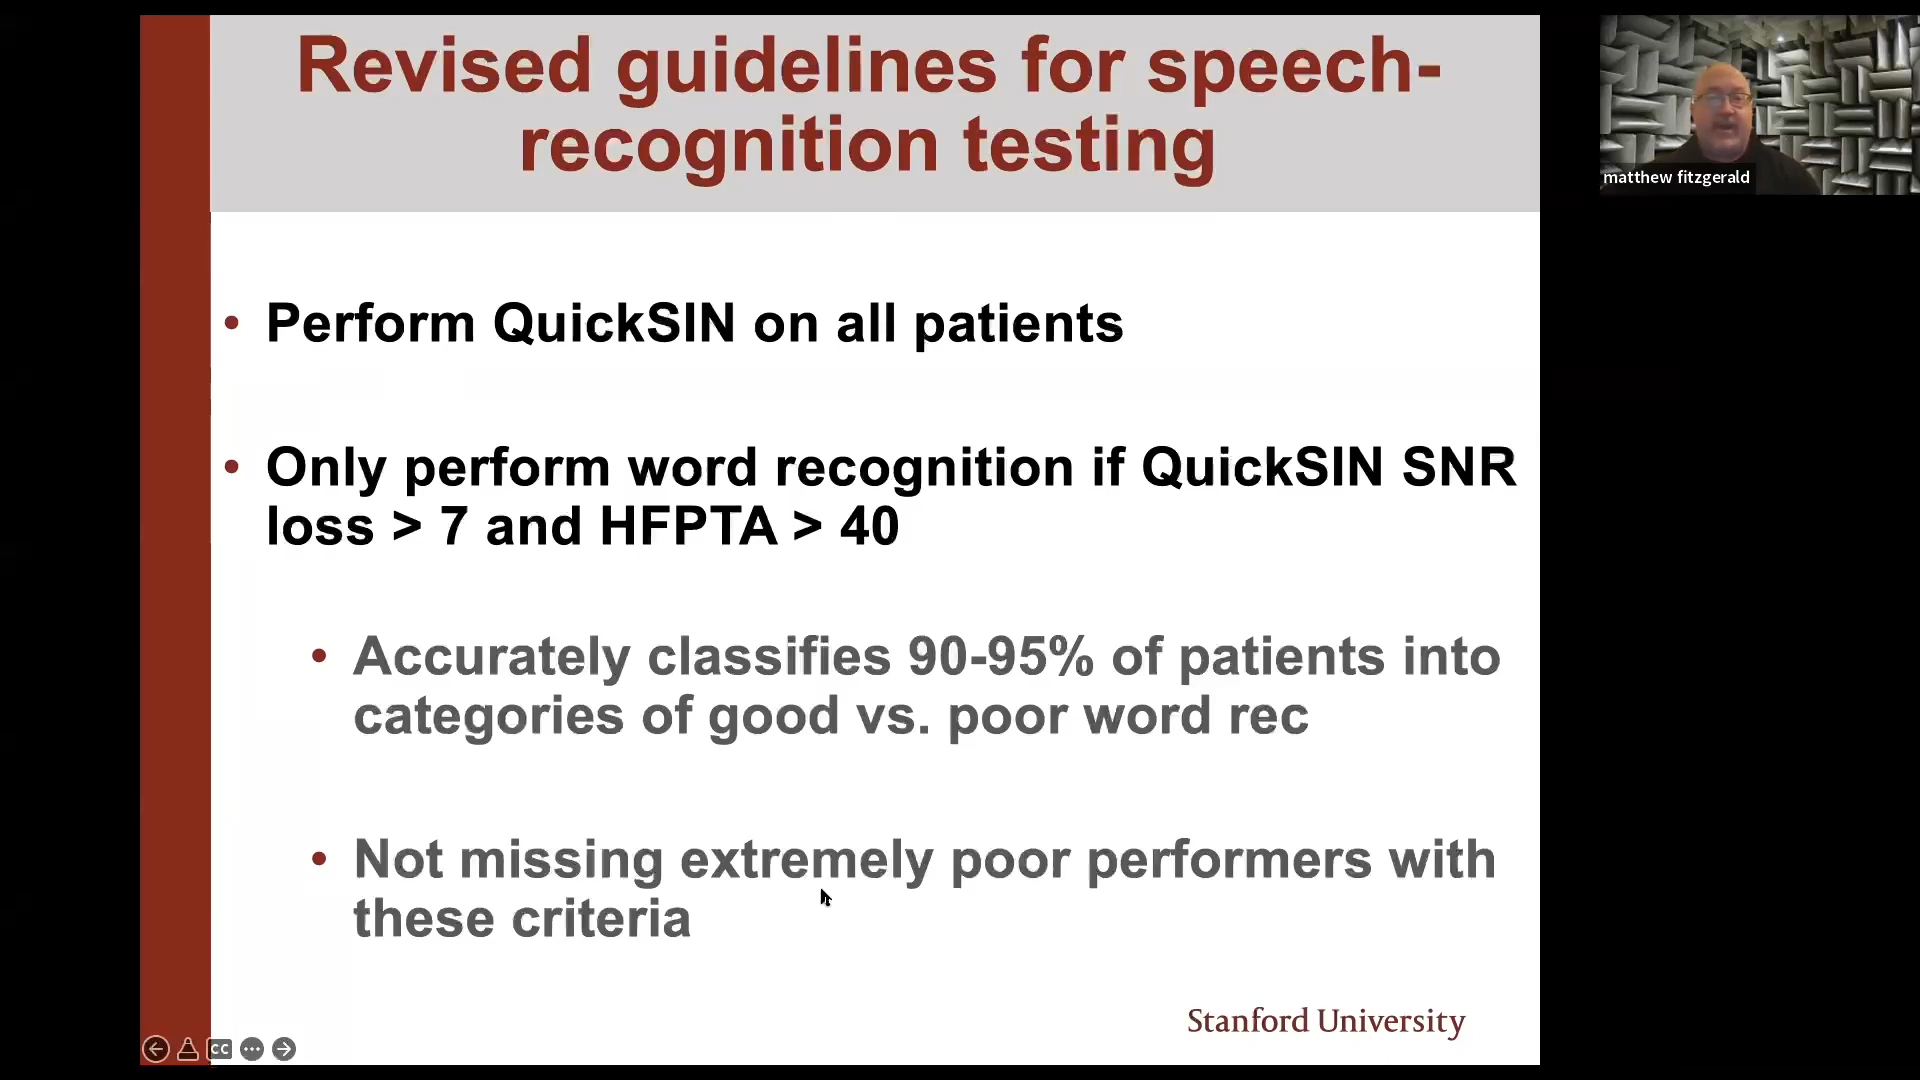 Revised guidelines for speech-
recognition testing
matthew fitzgerald
• Perform QuickSIN on all patients
• Only perform word recognition if QuickSIN SNR
loss > 7 and HFPTA > 40
• Accurately classifies 90-95% of patients into
categories of good vs. poor word rec
• Not missing extremely poor performers with
these criteria
Stanford University
CC